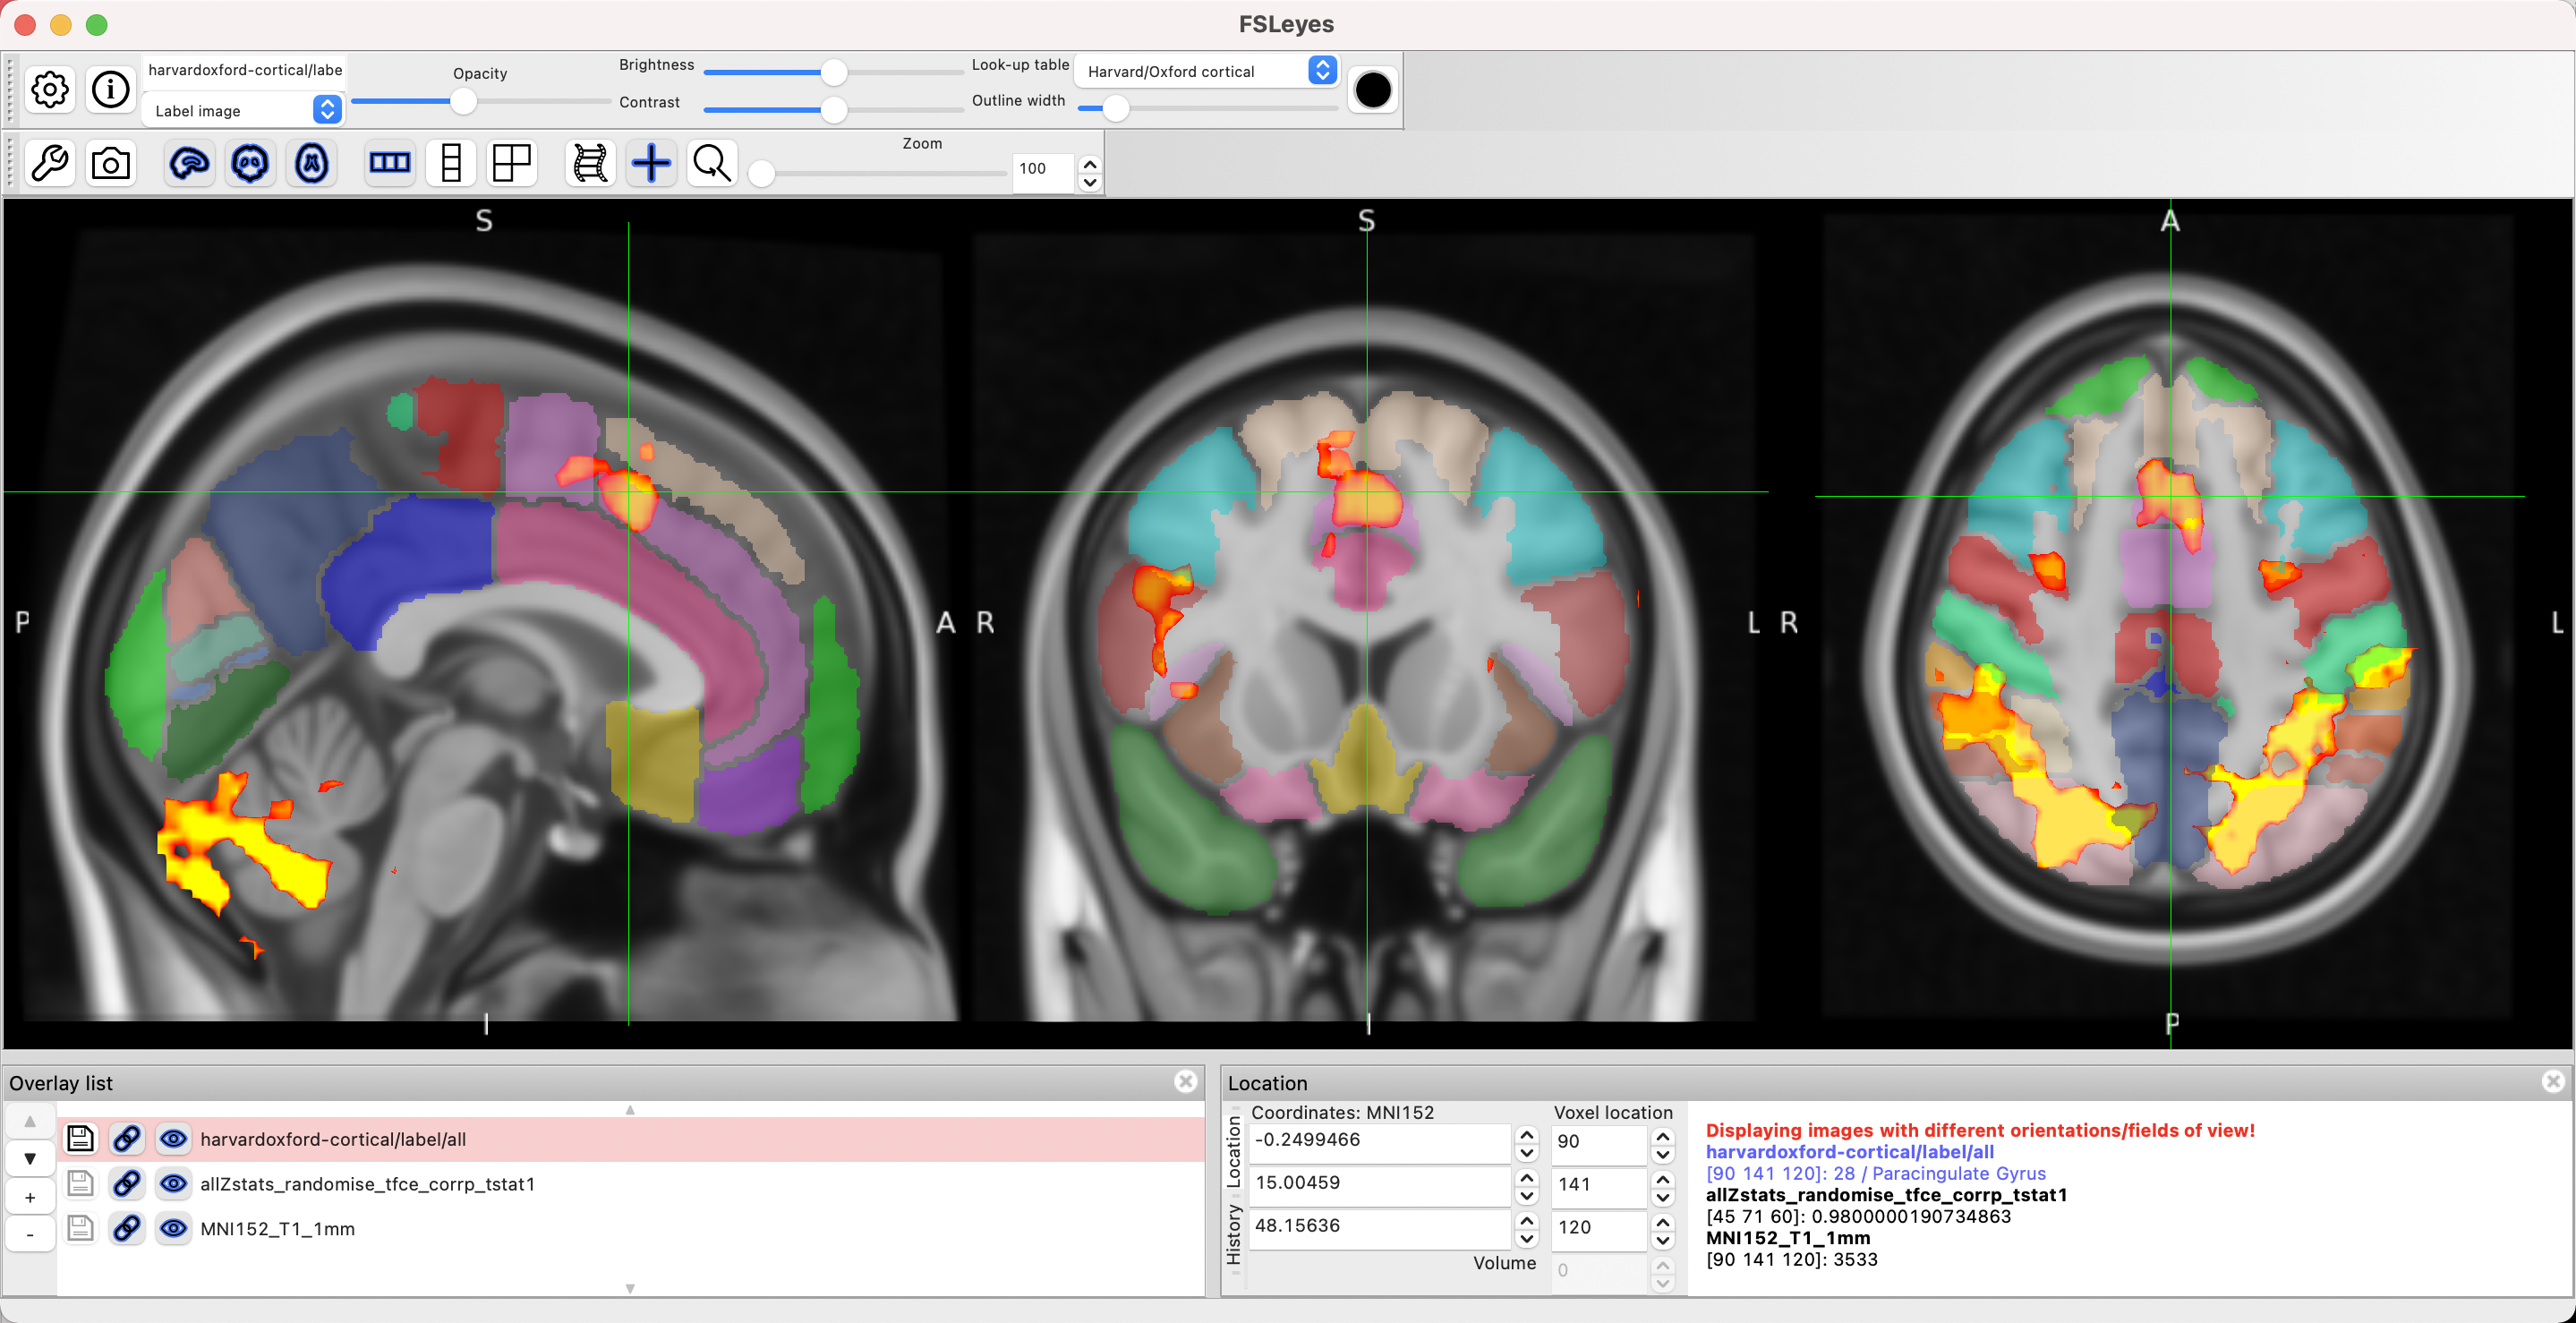 FSLeyes
harvardoxford-cortical/labe
Label image
Opacity
Brightness
Contrast
Look-up table
Harvard/Oxford cortical
Outline width
Zoom
100
S
P
A
I
S
R
L
I
A
R
L
P
Overlay list
harvardoxford-cortical/label/all
allZstats_randomise_tfce_corrp_tstat1
MNI152_T1_1mm
+
-
Location
History
Location
Coordinates: MNI152
Voxel location
-0.2499466
90
15.00459
141
48.15636
120
Volume
0
Displaying images with different orientations/fields of view!
harvardoxford-cortical/label/all
[90 141 120]: 28 / Paracingulate Gyrus
allZstats_randomise_tfce_corrp_tstat1
[45 71 60]: 0.9800000190734863
MNI152_T1_1mm
[90 141 120]: 3533